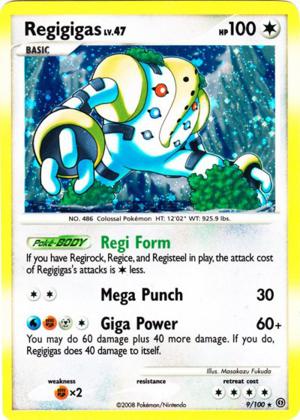 Regigigas LV.47 HP 100
BASIC
NO. 486 Colossal Pokémon HT: 12'02" WT: 925.9 lbs.
Poké-BODY Regi Form
If you have Regirock, Regice, and Registeel in play, the attack cost
of Regigigas's attacks is less.
Mega Punch 30
Giga Power 60+
You may do 60 damage plus 40 more damage. If you do,
Regigigas does 40 damage to itself.
Illus. Masakazu Fukuda
weakness resistance retreat cost
×2
©2008 Pokémon/Nintendo 9/100 ★